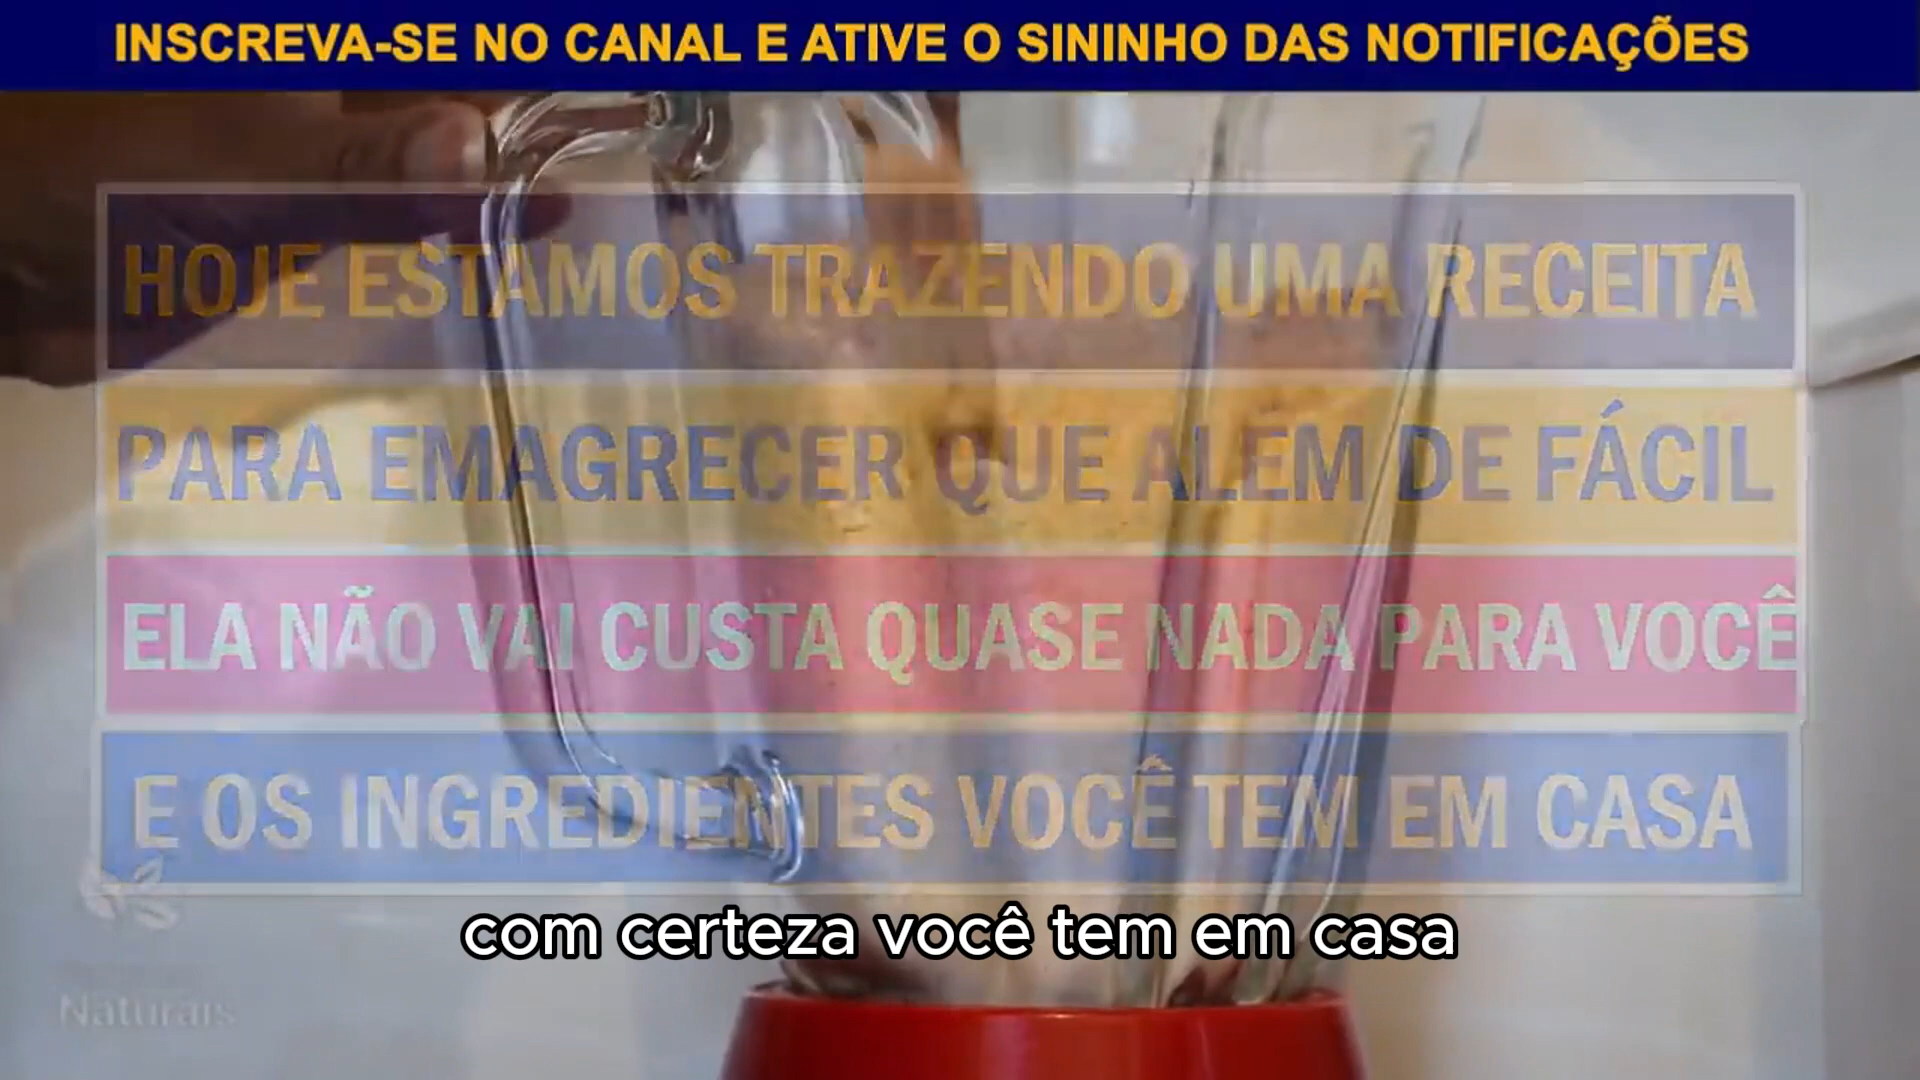 INSCREVA-SE NO CANAL E ATIVE O SININHO DAS NOTIFICAÇÕES
HOJE ESTAMOS TRAZENDO UMA RECEITA
PARA EMAGRECER QUE ALÉM DE FÁCIL
ELA NÃO VAI CUSTA QUASE NADA PARA VOCÊ
E OS INGREDIENTES VOCÊ TEM EM CASA
com certeza você tem em casa
Naturais